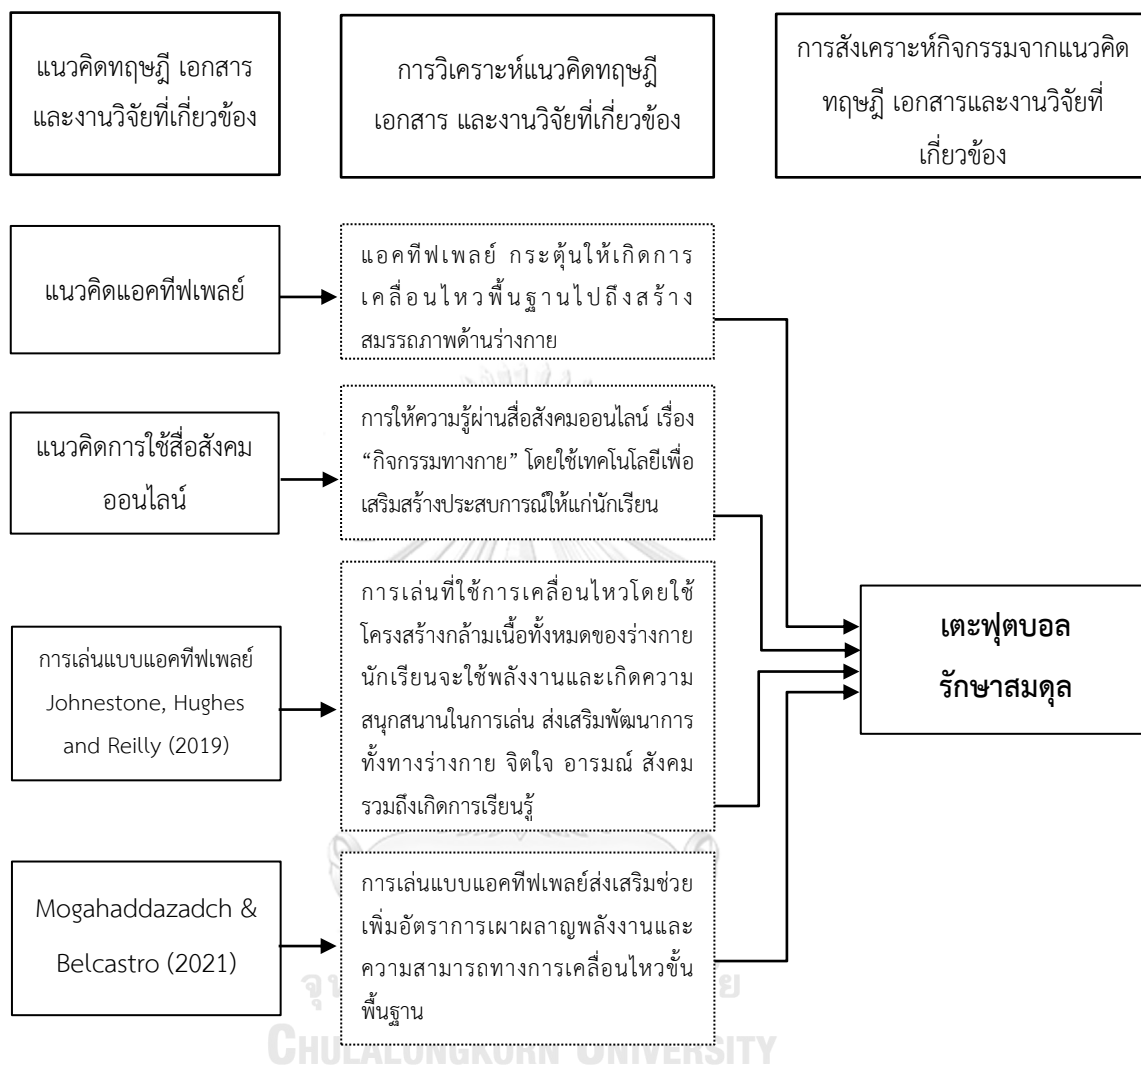 แนวคิดทฤษฎี เอกสาร
และงานวิจัยที่เกี่ยวข้อง
การวิเคราะห์แนวคิดทฤษฎี
เอกสาร และงานวิจัยที่เกี่ยวข้อง
การสังเคราะห์กิจกรรมจากแนวคิด
ทฤษฎี เอกสารและงานวิจัยที่
เกี่ยวข้อง
แนวคิดแอคทีฟเพลย์
แอคทีฟเพลย์ กระตุ้นให้เกิดการ
เคลื่อนไหวพื้นฐานไปถึงสร้าง
สมรรถภาพด้านร่างกาย
แนวคิดการใช้สื่อสังคม
ออนไลน์
การให้ความรู้ผ่านสื่อสังคมออนไลน์ เรื่อง
“กิจกรรมทางกาย” โดยใช้เทคโนโลยีเพื่อ
เสริมสร้างประสบการณ์ให้แก่นักเรียน
การเล่นแบบแอคทีฟเพลย์
Johnestone, Hughes
and Reilly (2019)
การเล่นที่ใช้การเคลื่อนไหวโดยใช้
โครงสร้างกล้ามเนื้อทั้งหมดของร่างกาย
นักเรียนจะใช้พลังงานและเกิดความ
สนุกสนานในการเล่น ส่งเสริมพัฒนาการ
ทั้งทางร่างกาย จิตใจ อารมณ์ สังคม
รวมถึงเกิดการเรียนรู้
เตะฟุตบอล
รักษาสมดุล
Mogahaddazadch &
Belcastro (2021)
การเล่นแบบแอคทีฟเพลย์ส่งเสริมช่วย
เพิ่มอัตราการเผาผลาญพลังงานและ
ความสามารถทางการเคลื่อนไหวขั้น
พื้นฐาน
CHULALONGKORN UNIVERSITY